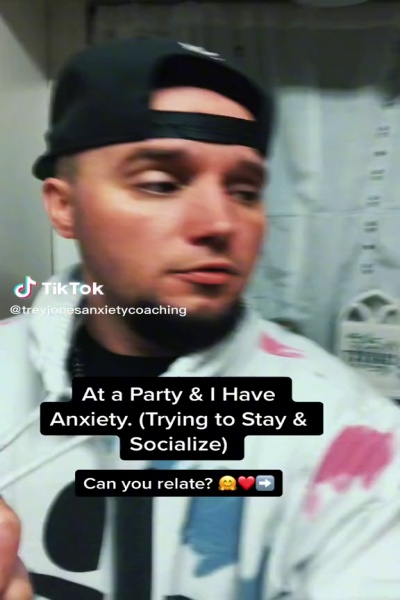 TikTok
@treyjonesanxietycoaching
At a Party & I Have
Anxiety. (Trying to Stay &
Socialize)
Can you relate? 🤗❤️➡️